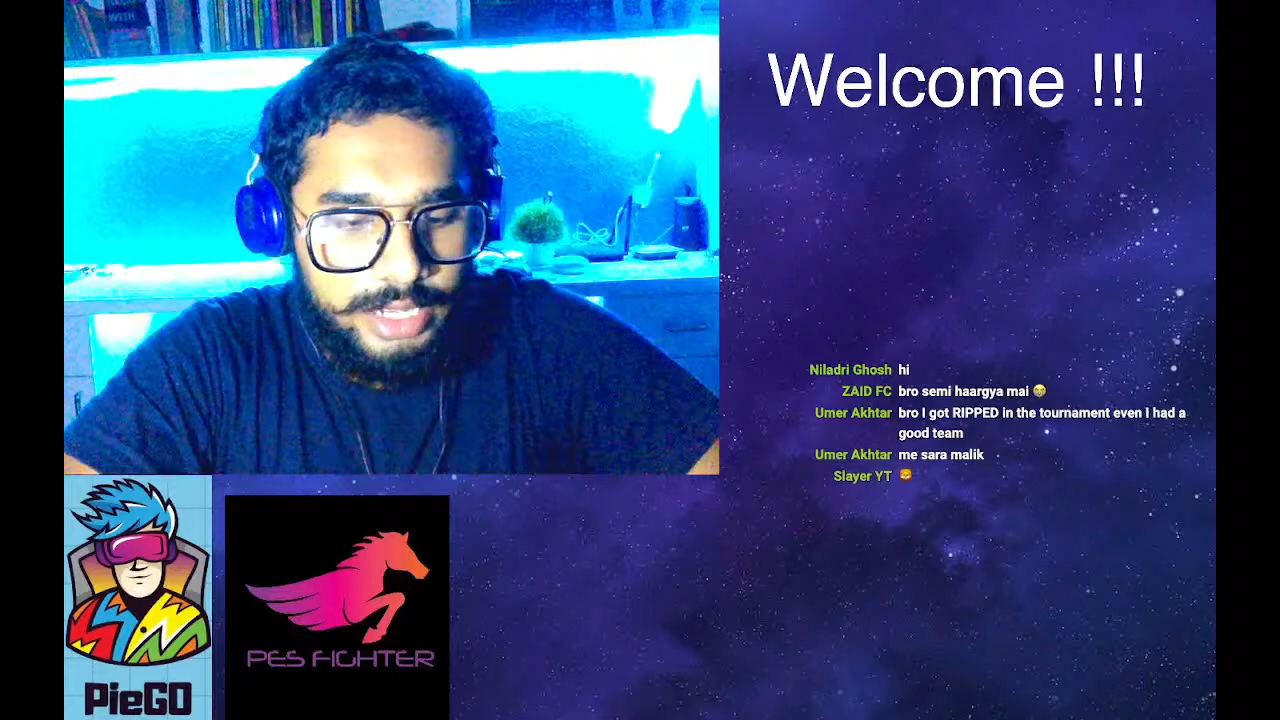 WITH
Welcome !!!
Niladri Ghosh hi
ZAID FC bro semi haargya mai 😭
Umer Akhtar bro I got RIPPED in the tournament even I had a
good team
Umer Akhtar me sara malik
Slayer YT
PES FIGHTER
PieGO